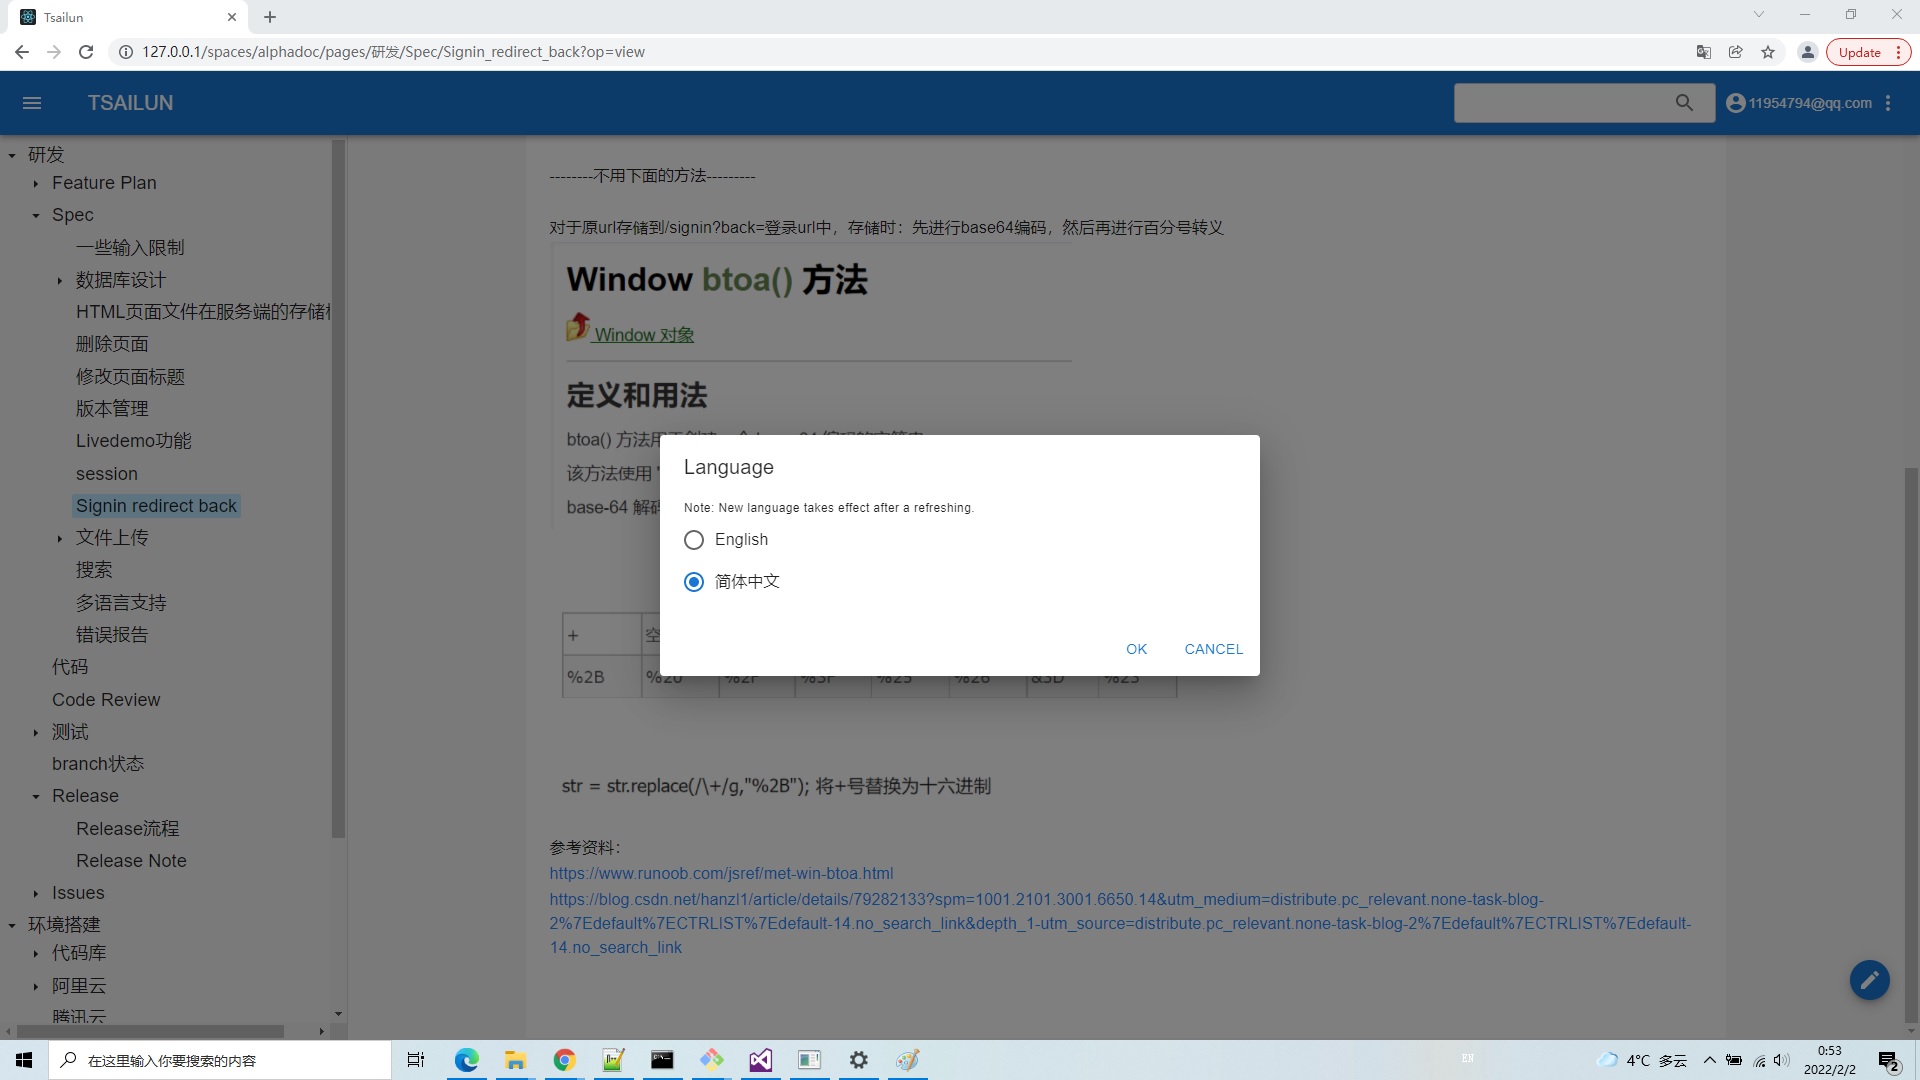 Tsailun
127.0.0.1/spaces/alphadoc/pages/研发/Spec/Signin_redirect_back?op=view
Update
TSAILUN
11954794@qq.com
研发
Feature Plan
Spec
一些输入限制
数据库设计
HTML页面文件在服务端的存储
删除页面
修改页面标题
版本管理
Livedemo功能
session
Signin redirect back
文件上传
搜索
多语言支持
错误报告
代码
Code Review
测试
branch状态
Release
Release流程
Release Note
Issues
环境搭建
代码库
阿里云
腾讯云
--------不用下面的方法---------
对于原url存储到/signin?back=登录url中，存储时：先进行base64编码，然后再进行百分号转义
Window btoa() 方法
Window 对象
定义和用法
btoa() 方法用
该方法使用 "
base-64 解码
Language
Note: New language takes effect after a refreshing.
English
简体中文
OK CANCEL
+ 空
%2B %20 %2F %3F %25 %26 &3D %23
str = str.replace(/\+/g,"%2B"); 将+号替换为十六进制
参考资料：
https://www.runoob.com/jsref/met-win-btoa.html
https://blog.csdn.net/hanzl1/article/details/79282133?spm=1001.2101.3001.6650.14&utm_medium=distribute.pc_relevant.none-task-blog-
2%7Edefault%7ECTRLIST%7Edefault-14.no_search_link&depth_1-utm_source=distribute.pc_relevant.none-task-blog-2%7Edefault%7ECTRLIST%7Edefault-
14.no_search_link
在这里输入你要搜索的内容
EN
4°C 多云
0:53
2022/2/2
2